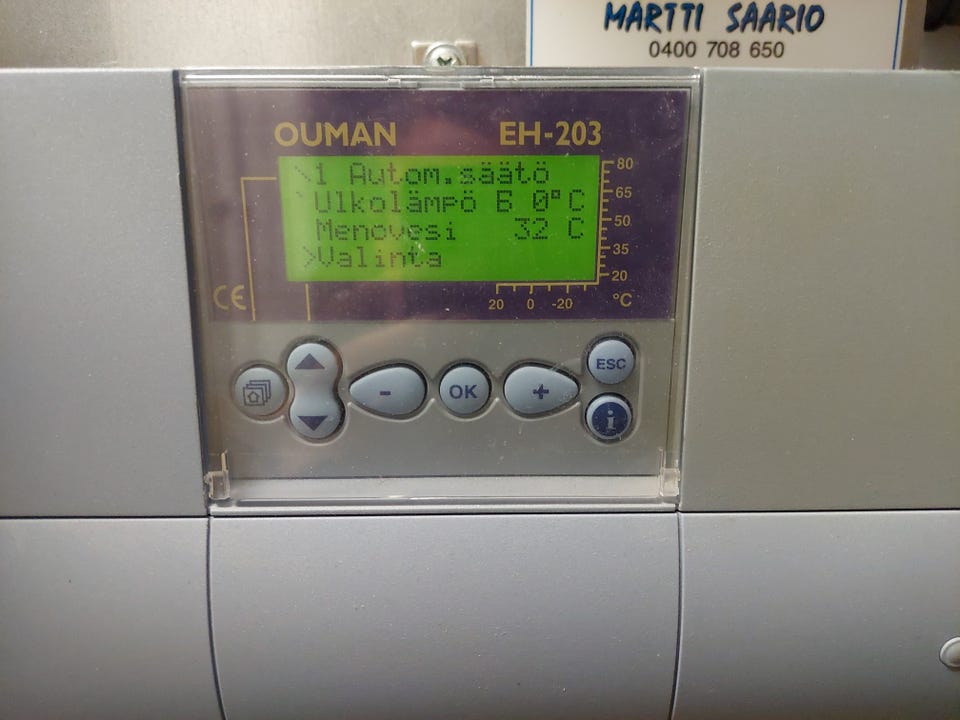 MARTTI SAARIO
0400 708 650
OUMAN EH-203
1 Autom.säätö
Ulkolämpö 6 0°C
Menovesi 32 C
>Valinta
80
65
50
35
20
20 0 -20 °C
CE
- OK + ESC
i